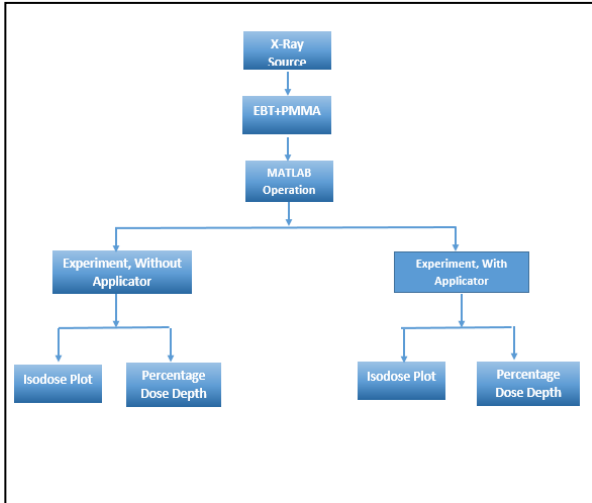 X-Ray
Source
EBT+PMMA
MATLAB
Operation
Experiment, Without
Applicator
Experiment, With
Applicator
Isodose Plot
Percentage
Dose Depth
Isodose Plot
Percentage
Dose Depth